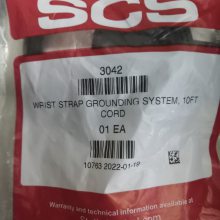 SCS
3042
WRIST STRAP GROUNDING SYSTEM, 10FT
CORD
01 EA
10763 2022-01-19
Warranty and technical information
available at